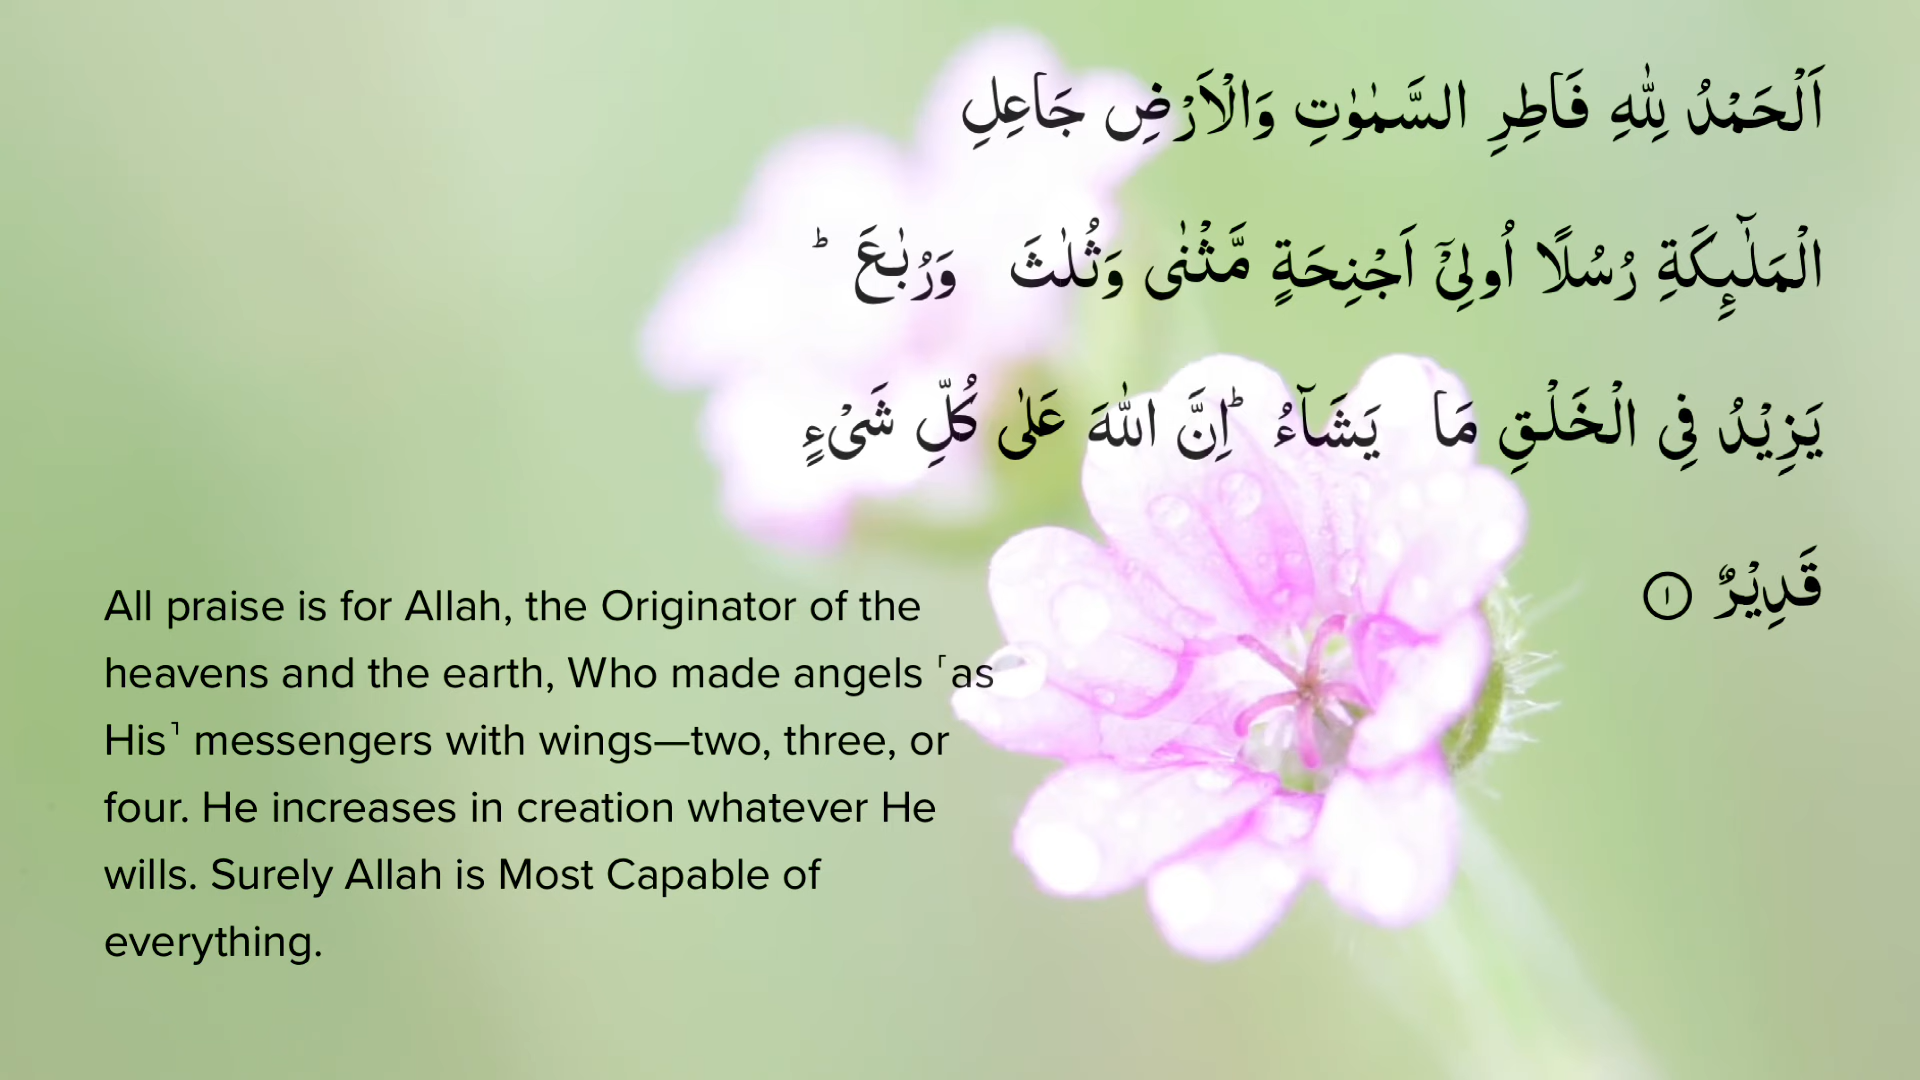 اَلْحَمْدُ لِلّٰهِ فَاطِرِ السَّمٰوٰتِ وَالْاَرْضِ جَاعِلِ
الْمَلٰٓىِٕكَةِ رُسُلًا اُولِيْۤ اَجْنِحَةٍ مَّثْنٰى وَثُلٰثَ وَرُبٰعَ ؕ
يَزِيْدُ فِى الْخَلْقِ مَا يَشَآءُ ؕ اِنَّ اللّٰهَ عَلٰى كُلِّ شَىْءٍ
قَدِيْرٌ ۝١
All praise is for Allah, the Originator of the
heavens and the earth, Who made angels ˹as
His˺ messengers with wings—two, three, or
four. He increases in creation whatever He
wills. Surely Allah is Most Capable of
everything.